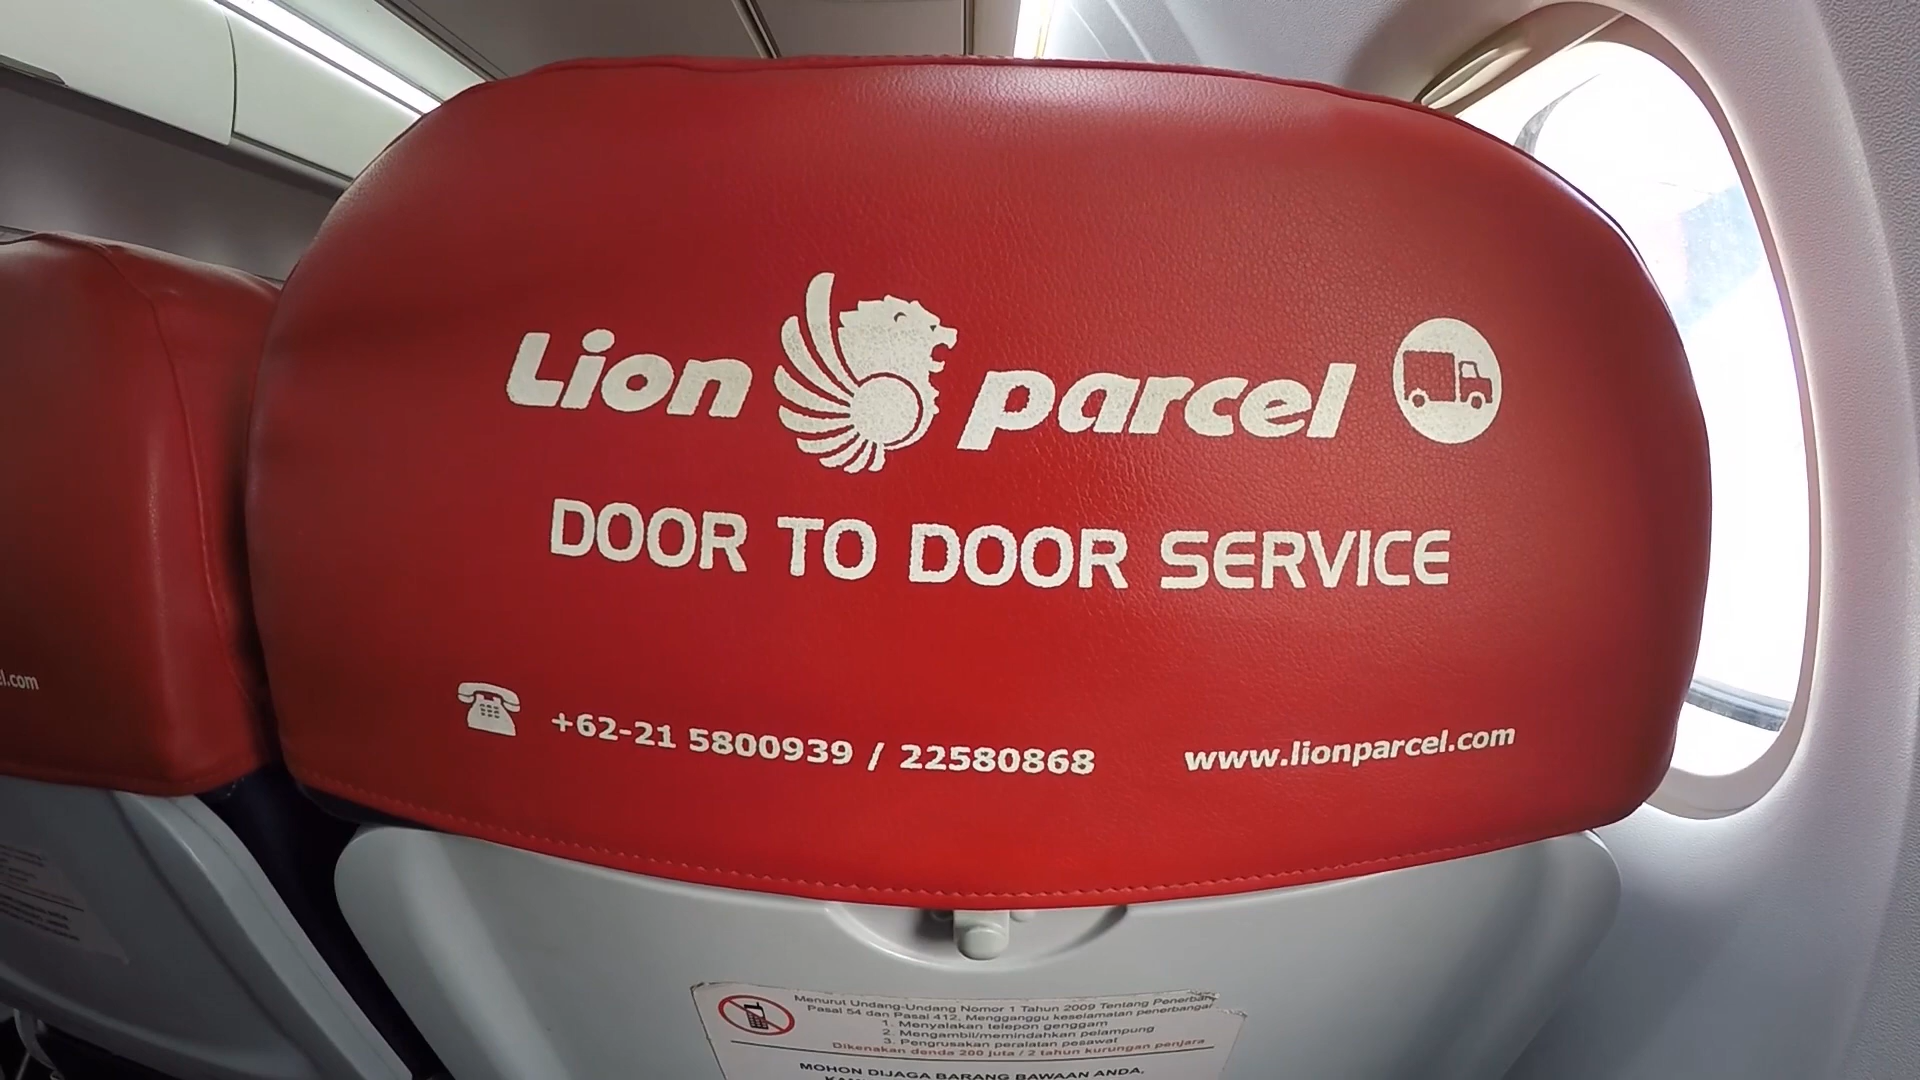 Lion parcel
DOOR TO DOOR SERVICE
+62-21 5800939 / 22580868
www.lionparcel.com
l.com
Menurut Undang-Undang Nomor 1 Tahun 2009 Tentang Penerban
Pasal 54 dan Pasal 412, Mengganggu keselamatan penerbangan
1. Menyalakan telepon genggam
2. Mengambil/memindahkan pelampung
3. Pengrusakan peralatan pesawat
Dikenakan denda 200 juta / 2 tahun kurungan penjara
MOHON DIJAGA BARANG BAWAAN ANDA,